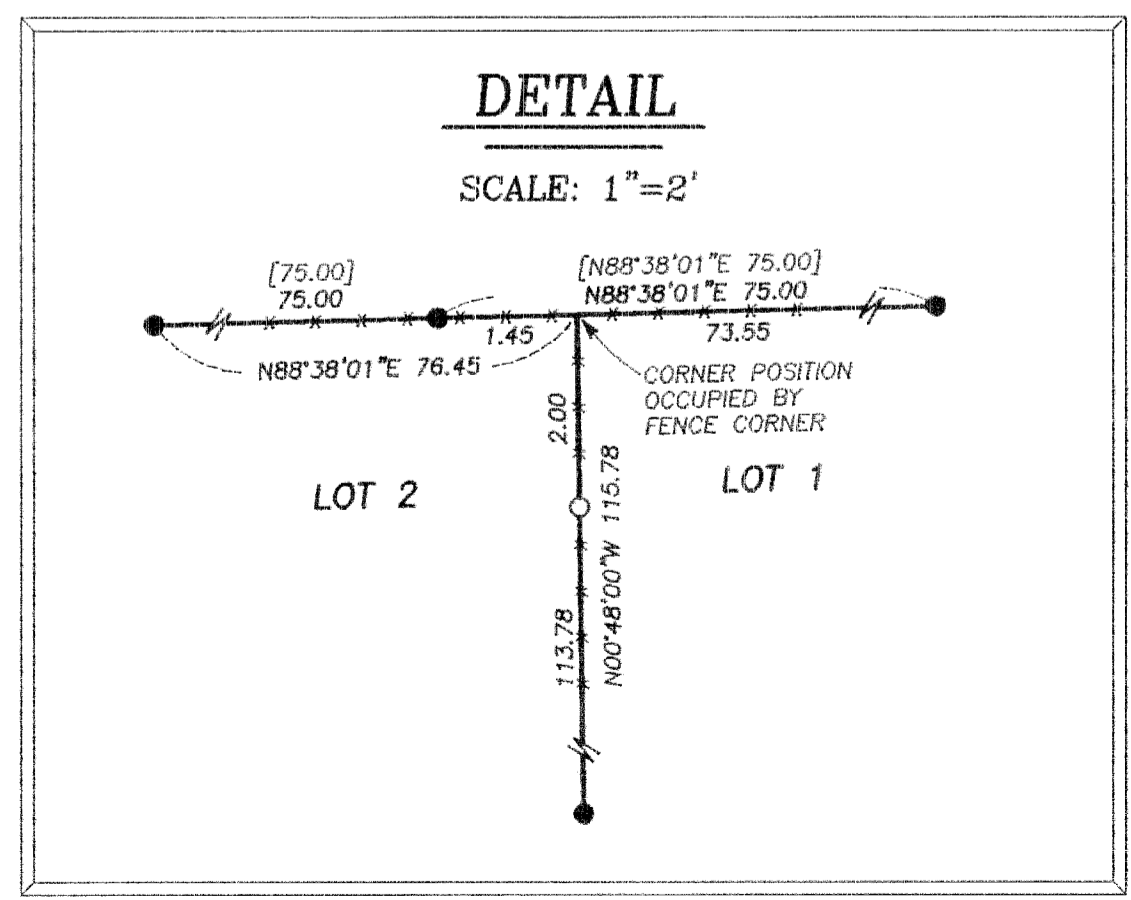 DETAIL
SCALE: 1"=2'
[75.00]
75.00
[N88°38'01"E 75.00]
N88°38'01"E 75.00
1.45
73.55
N88°38'01"E 76.45
CORNER POSITION
OCCUPIED BY
FENCE CORNER
2.00
LOT 2
LOT 1
N00°48'00"W 115.78
113.78